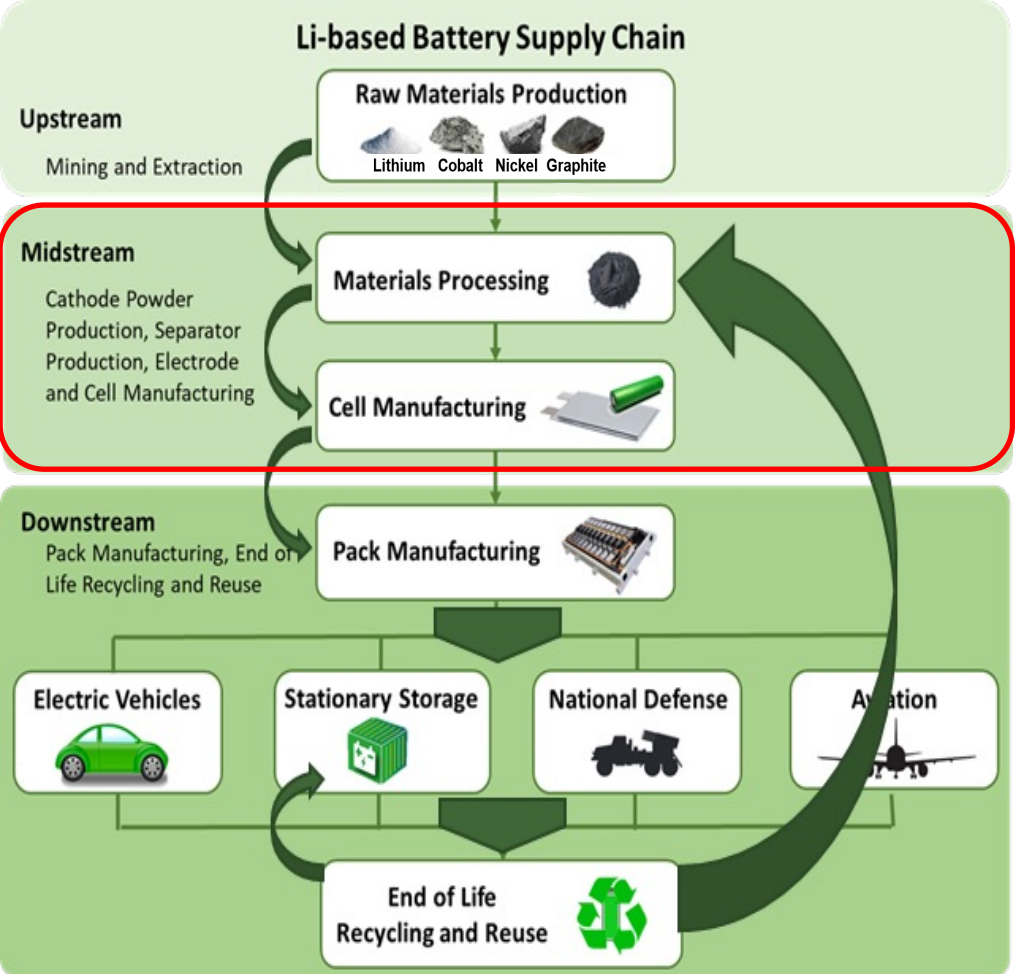 Li-based Battery Supply Chain
Raw Materials Production
Lithium Cobalt Nickel Graphite
Upstream
Mining and Extraction
Midstream
Cathode Powder
Production, Separator
Production, Electrode
and Cell Manufacturing
Materials Processing
Cell Manufacturing
Downstream
Pack Manufacturing, End of
Life Recycling and Reuse
Pack Manufacturing
Electric Vehicles
Stationary Storage
National Defense
Aviation
End of Life
Recycling and Reuse